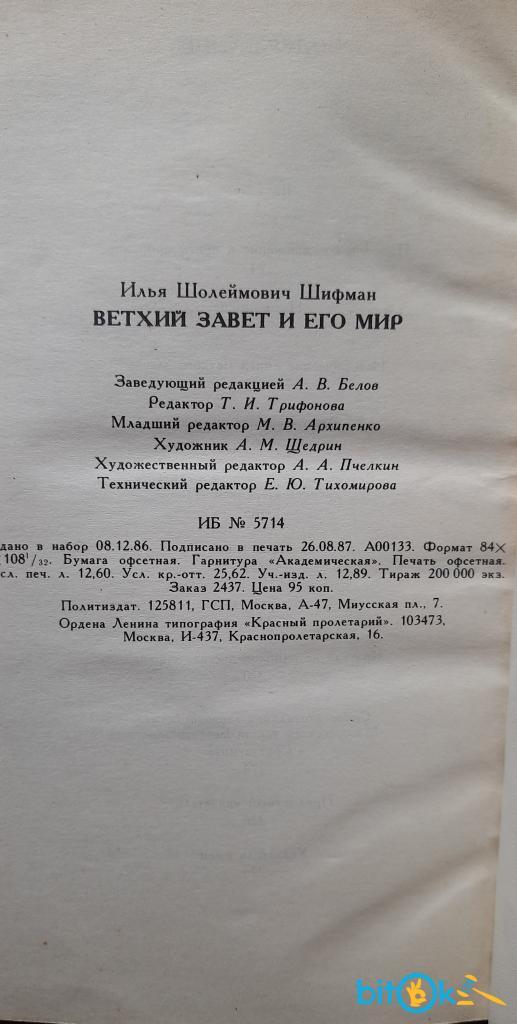 Илья Шолеймович Шифман
ВЕТХИЙ ЗАВЕТ И ЕГО МИР
Заведующий редакцией А. В. Белов
Редактор Т. И. Трифонова
Младший редактор М. В. Архипенко
Художник А. М. Щедрин
Художественный редактор А. А. Пчелкин
Технический редактор Е. Ю. Тихомирова
ИБ № 5714
дано в набор 08.12.86. Подписано в печать 26.08.87. А00133. Формат 84×
108¹/₃₂. Бумага офсетная. Гарнитура «Академическая». Печать офсетная.
сл. печ. л. 12,60. Усл. кр.-отт. 25,62. Уч.-изд. л. 12,89. Тираж 200 000 экз.
Заказ 2437. Цена 95 коп.
Политиздат. 125811, ГСП, Москва, А-47, Миусская пл., 7.
Ордена Ленина типография «Красный пролетарий». 103473,
Москва, И-437, Краснопролетарская, 16.
bitok